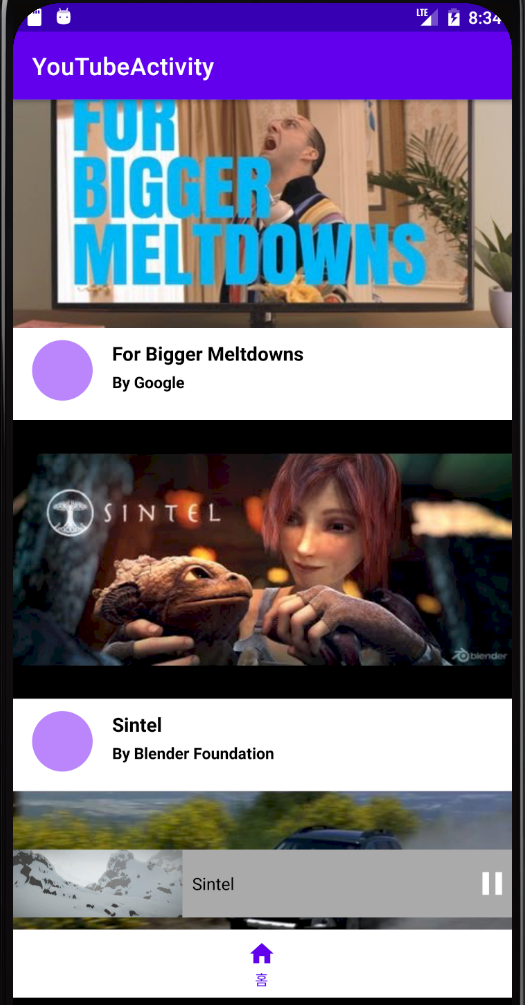 LTE
8:34
YouTubeActivity
FOR
BIGGER
MELTDOWNS
For Bigger Meltdowns
By Google
SINTEL
blender
Sintel
By Blender Foundation
Sintel
홈